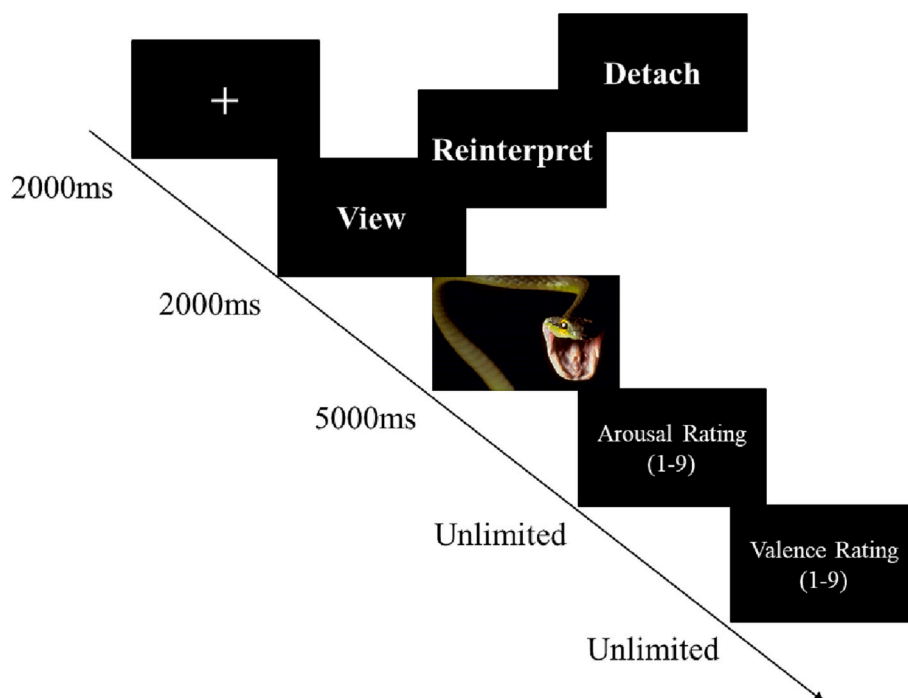 +
Detach
Reinterpret
View
2000ms
2000ms
5000ms
Arousal Rating
(1-9)
Unlimited
Valence Rating
(1-9)
Unlimited